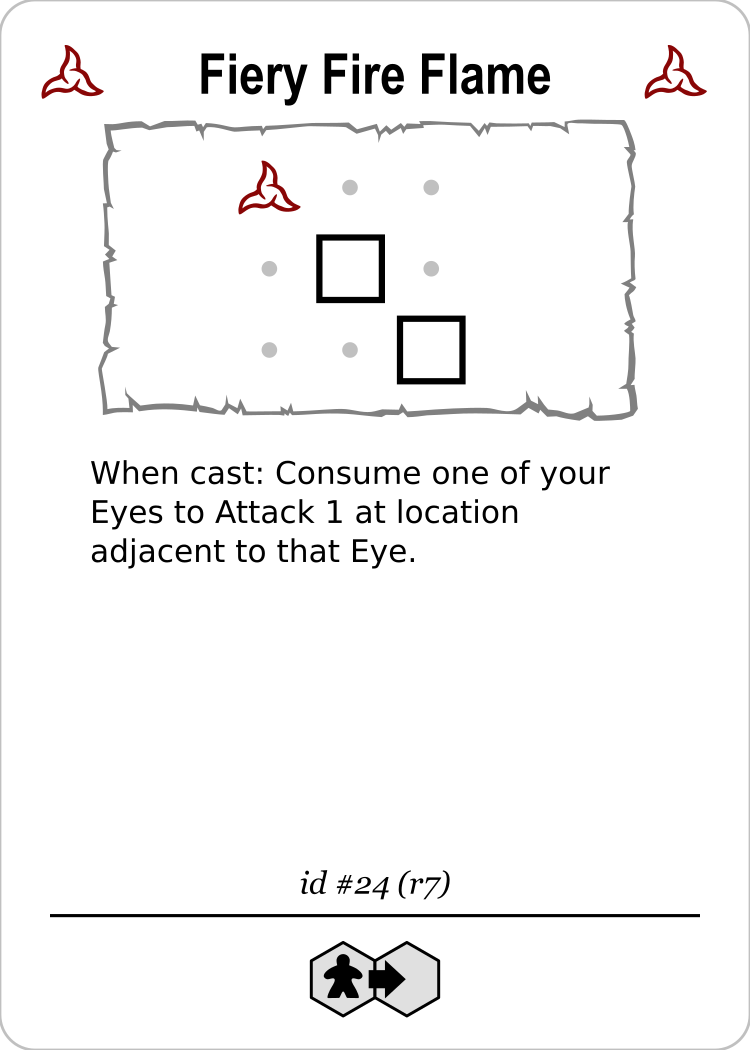 Fiery Fire Flame
When cast: Consume one of your
Eyes to Attack 1 at location
adjacent to that Eye.
id #24 (r7)